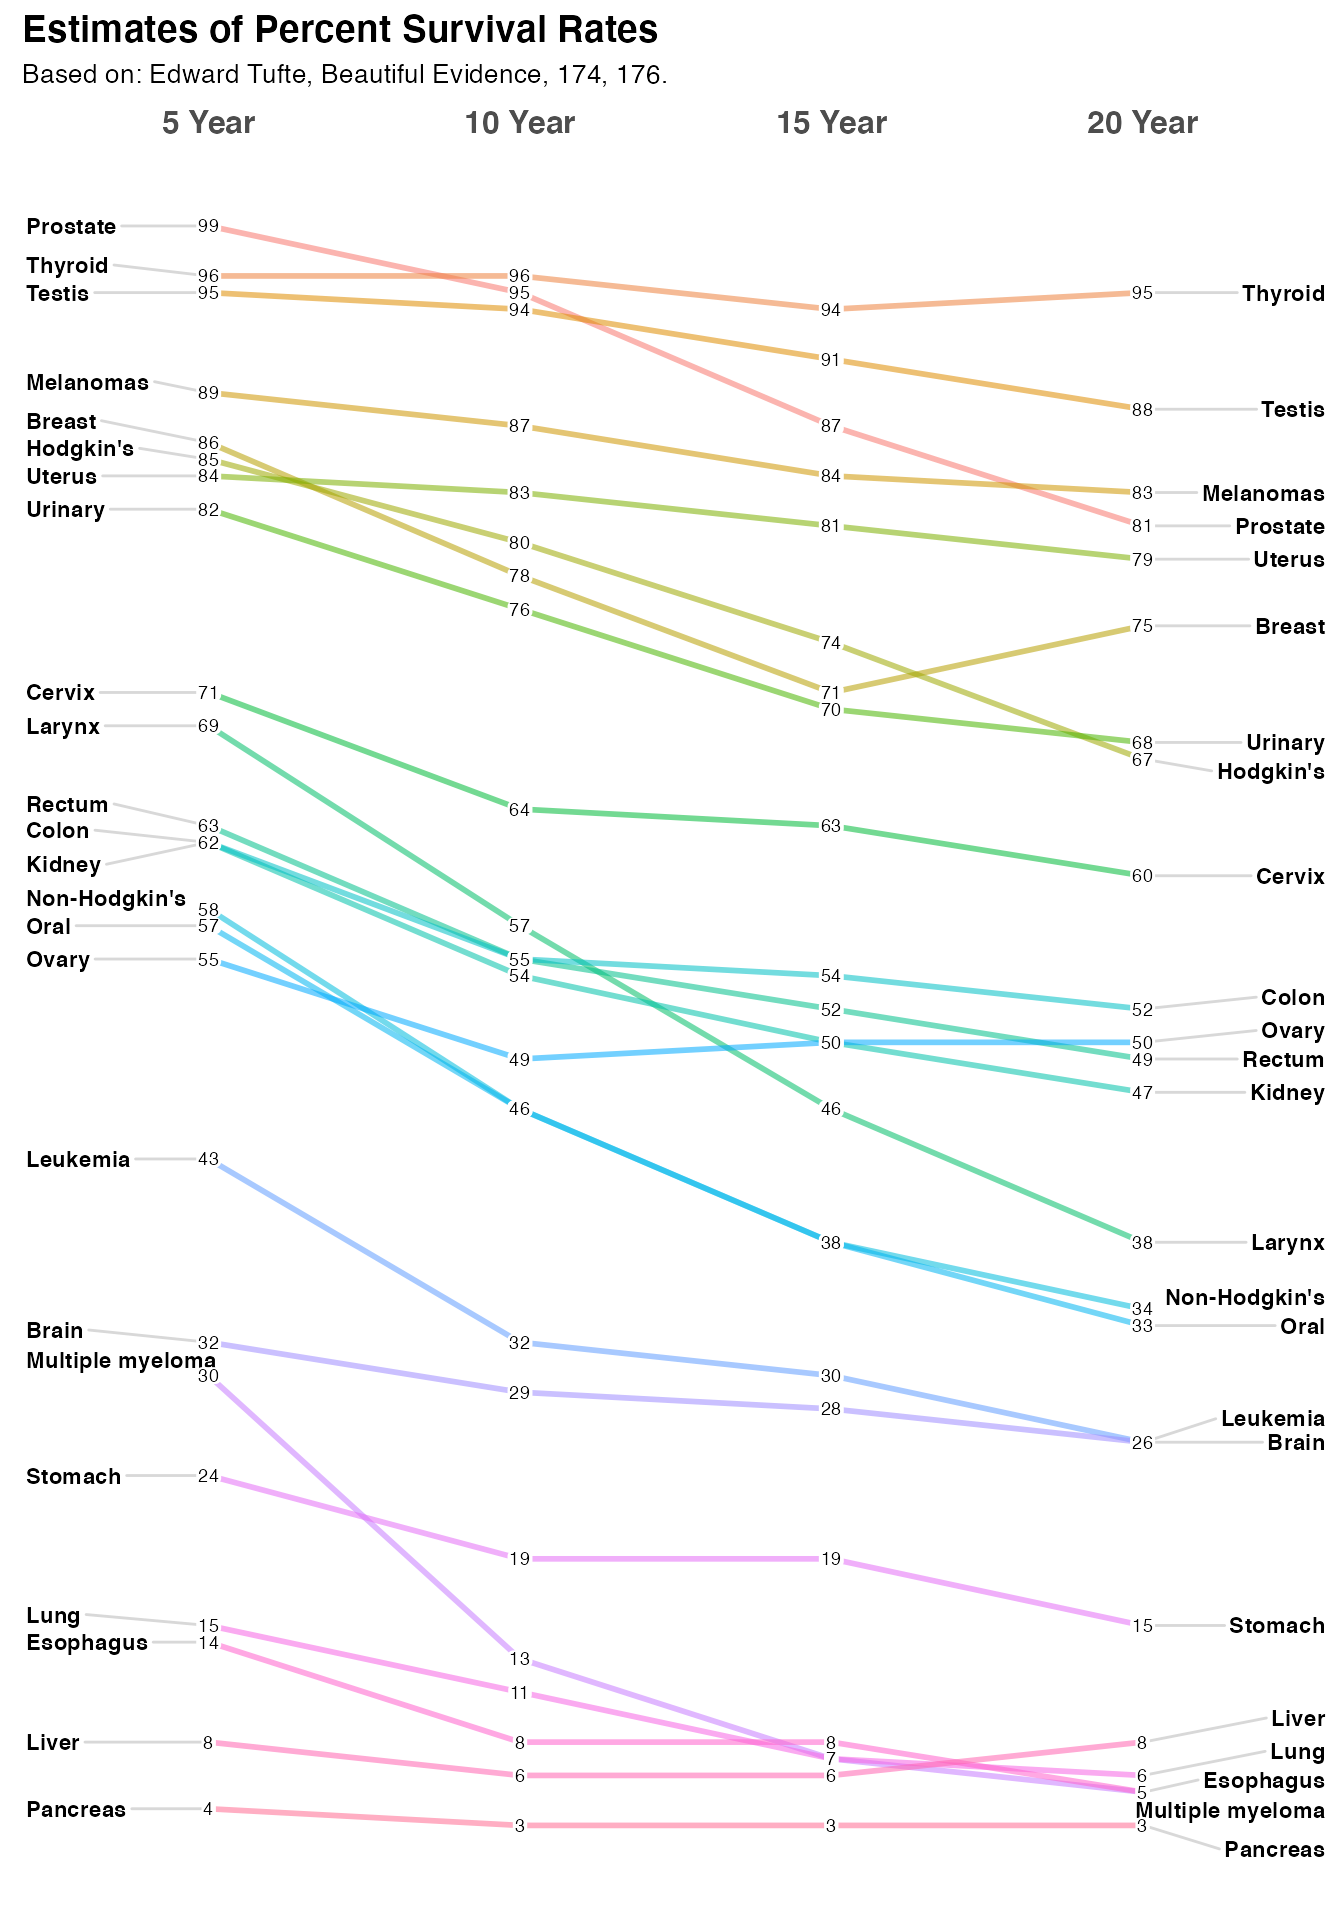 Estimates of Percent Survival Rates
Based on: Edward Tufte, Beautiful Evidence, 174, 176.
5 Year 10 Year 15 Year 20 Year
Prostate 99
Thyroid 96 96
Testis 95 95 95 Thyroid
94 94
91
Melanomas 89 88 Testis
Breast 86 87 87
Hodgkin's 85
Uterus 84 84
83 83 Melanomas
Urinary 82 81 81 Prostate
80 79 Uterus
78
76 75 Breast
74
Cervix 71 71
70
Larynx 69 68 Urinary
67 Hodgkin's
64
Rectum 63 63
Colon 62
Kidney
60 Cervix
Non-Hodgkin's 58
Oral 57 57
Ovary 55 55
54 54
52 52 Colon
50 50 Ovary
49 49 Rectum
47 Kidney
46 46
Leukemia 43
38 38 Larynx
34 Non-Hodgkin's
33 Oral
Brain 32 32
Multiple myeloma 30 30
29 28
26 Leukemia
Brain
Stomach 24
19 19
Lung 15 15 Stomach
Esophagus 14
13
11
Liver 8 8 8 8 Liver
7
6 6 6 Lung
5 Esophagus
Multiple myeloma
Pancreas 4 3 3 3 Pancreas